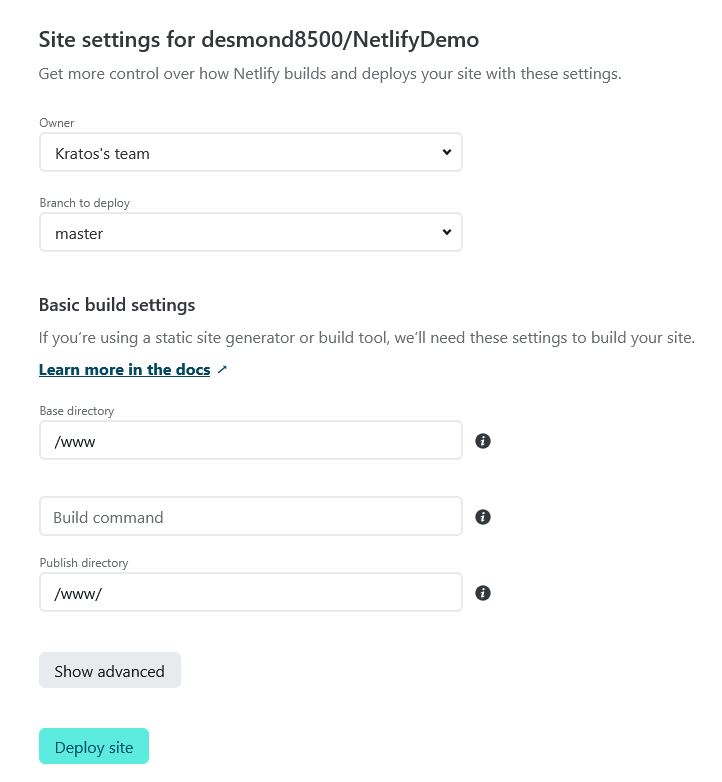 Site settings for desmond8500/NetlifyDemo
Get more control over how Netlify builds and deploys your site with these settings.
Owner
Kratos's team
Branch to deploy
master
Basic build settings
If you’re using a static site generator or build tool, we’ll need these settings to build your site.
Learn more in the docs ↗
Base directory
/www
Build command
Publish directory
/www/
Show advanced
Deploy site